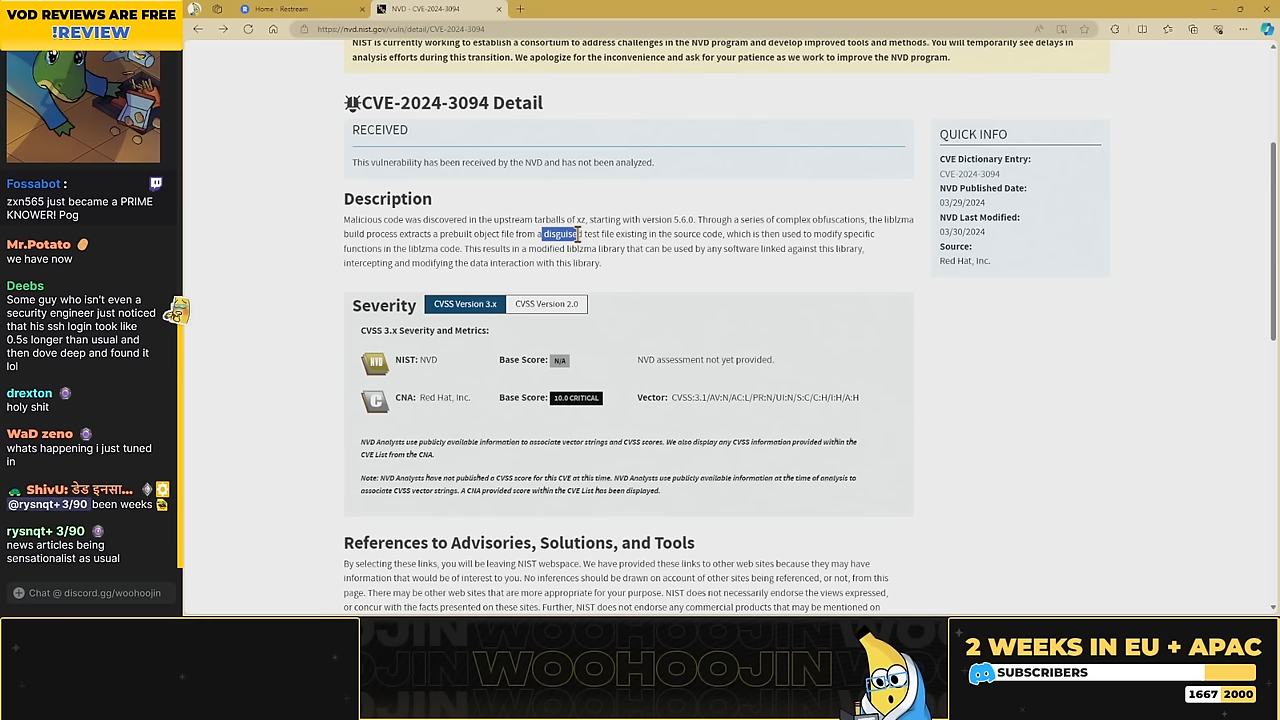 VOD REVIEWS ARE FREE
!REVIEW
Fossabot :
zxn565 just became a PRIME
KNOWER! Pog
Mr.Potato
we have now
Deebs
Some guy who isn't even a
security engineer just noticed
that his ssh login took like
0.5s longer than usual and
then dove deep and found it
lol
drexton
holy shit
WaD zeno
whats happening i just tuned
in
ShivU: डेड इनसा...
@rysnqt+ 3/90 been weeks
rysnqt+ 3/90
news articles being
sensationalist as usual
Chat @ discord.gg/woohoojin
Home - Restream
NVD - CVE-2024-3094
https://nvd.nist.gov/vuln/detail/CVE-2024-3094
NIST is currently working to establish a consortium to address challenges in the NVD program and develop improved tools and methods. You will temporarily see delays in
analysis efforts during this transition. We apologize for the inconvenience and ask for your patience as we work to improve the NVD program.
CVE-2024-3094 Detail
RECEIVED
This vulnerability has been received by the NVD and has not been analyzed.
Description
Malicious code was discovered in the upstream tarballs of xz, starting with version 5.6.0. Through a series of complex obfuscations, the liblzma
build process extracts a prebuilt object file from a disguised test file existing in the source code, which is then used to modify specific
functions in the liblzma code. This results in a modified liblzma library that can be used by any software linked against this library,
intercepting and modifying the data interaction with this library.
Severity
CVSS Version 3.x
CVSS Version 2.0
CVSS 3.x Severity and Metrics:
NVD
NIST: NVD
Base Score: N/A
NVD assessment not yet provided.
C
CNA: Red Hat, Inc.
Base Score: 10.0 CRITICAL
Vector: CVSS:3.1/AV:N/AC:L/PR:N/UI:N/S:C/C:H/I:H/A:H
NVD Analysts use publicly available information to associate vector strings and CVSS scores. We also display any CVSS information provided within the
CVE List from the CNA.
Note: NVD Analysts have not published a CVSS score for this CVE at this time. NVD Analysts use publicly available information at the time of analysis to
associate CVSS vector strings. A CNA provided score within the CVE List has been displayed.
References to Advisories, Solutions, and Tools
By selecting these links, you will be leaving NIST webspace. We have provided these links to other web sites because they may have
information that would be of interest to you. No inferences should be drawn on account of other sites being referenced, or not, from this
page. There may be other web sites that are more appropriate for your purpose. NIST does not necessarily endorse the views expressed,
or concur with the facts presented on these sites. Further, NIST does not endorse any commercial products that may be mentioned on
QUICK INFO
CVE Dictionary Entry:
CVE-2024-3094
NVD Published Date:
03/29/2024
NVD Last Modified:
03/30/2024
Source:
Red Hat, Inc.
WOOHOOJIN
2 WEEKS IN EU + APAC
SUBSCRIBERS
1667 2000